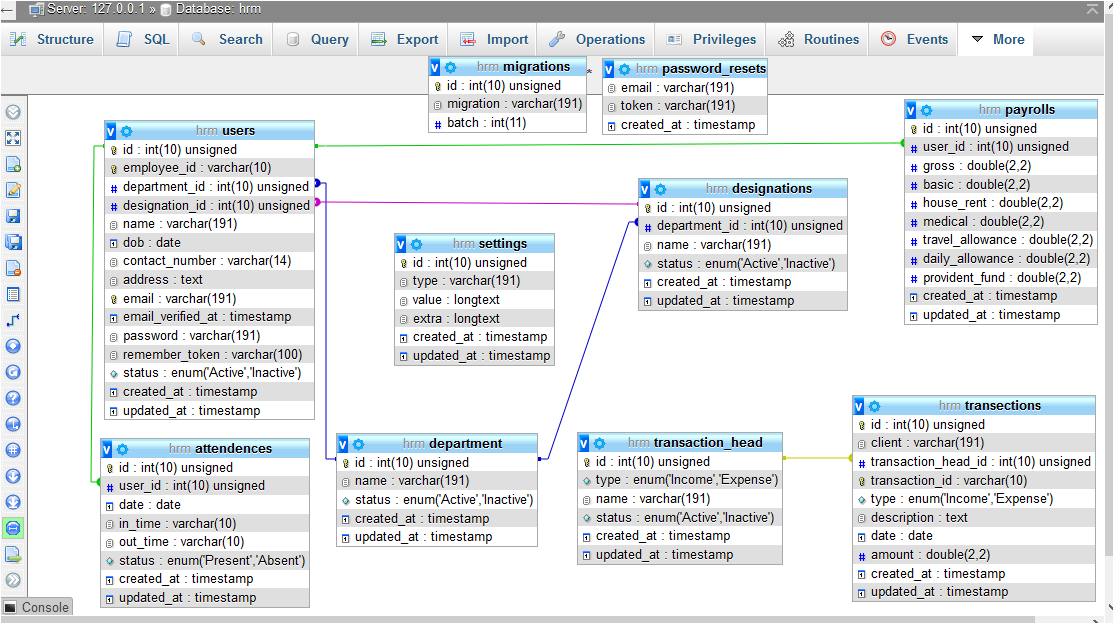 Server: 127.0.0.1 » Database: hrm
Structure SQL Search Query Export Import Operations Privileges Routines Events More
hrm migrations
id : int(10) unsigned
migration : varchar(191)
batch : int(11)
*
hrm password_resets
email : varchar(191)
token : varchar(191)
created_at : timestamp
hrm payrolls
id : int(10) unsigned
user_id : int(10) unsigned
gross : double(2,2)
basic : double(2,2)
house_rent : double(2,2)
medical : double(2,2)
travel_allowance : double(2,2)
daily_allowance : double(2,2)
provident_fund : double(2,2)
created_at : timestamp
updated_at : timestamp
hrm users
id : int(10) unsigned
employee_id : varchar(10)
department_id : int(10) unsigned
designation_id : int(10) unsigned
name : varchar(191)
dob : date
contact_number : varchar(14)
address : text
email : varchar(191)
email_verified_at : timestamp
password : varchar(191)
remember_token : varchar(100)
status : enum('Active','Inactive')
created_at : timestamp
updated_at : timestamp
hrm designations
id : int(10) unsigned
department_id : int(10) unsigned
name : varchar(191)
status : enum('Active','Inactive')
created_at : timestamp
updated_at : timestamp
hrm settings
id : int(10) unsigned
type : varchar(191)
value : longtext
extra : longtext
created_at : timestamp
updated_at : timestamp
hrm attendences
id : int(10) unsigned
user_id : int(10) unsigned
date : date
in_time : varchar(10)
out_time : varchar(10)
status : enum('Present','Absent')
created_at : timestamp
updated_at : timestamp
hrm department
id : int(10) unsigned
name : varchar(191)
status : enum('Active','Inactive')
created_at : timestamp
updated_at : timestamp
hrm transaction_head
id : int(10) unsigned
type : enum('Income','Expense')
name : varchar(191)
status : enum('Active','Inactive')
created_at : timestamp
updated_at : timestamp
hrm transections
id : int(10) unsigned
client : varchar(191)
transaction_head_id : int(10) unsigned
transaction_id : varchar(10)
type : enum('Income','Expense')
description : text
date : date
amount : double(2,2)
created_at : timestamp
updated_at : timestamp
Console